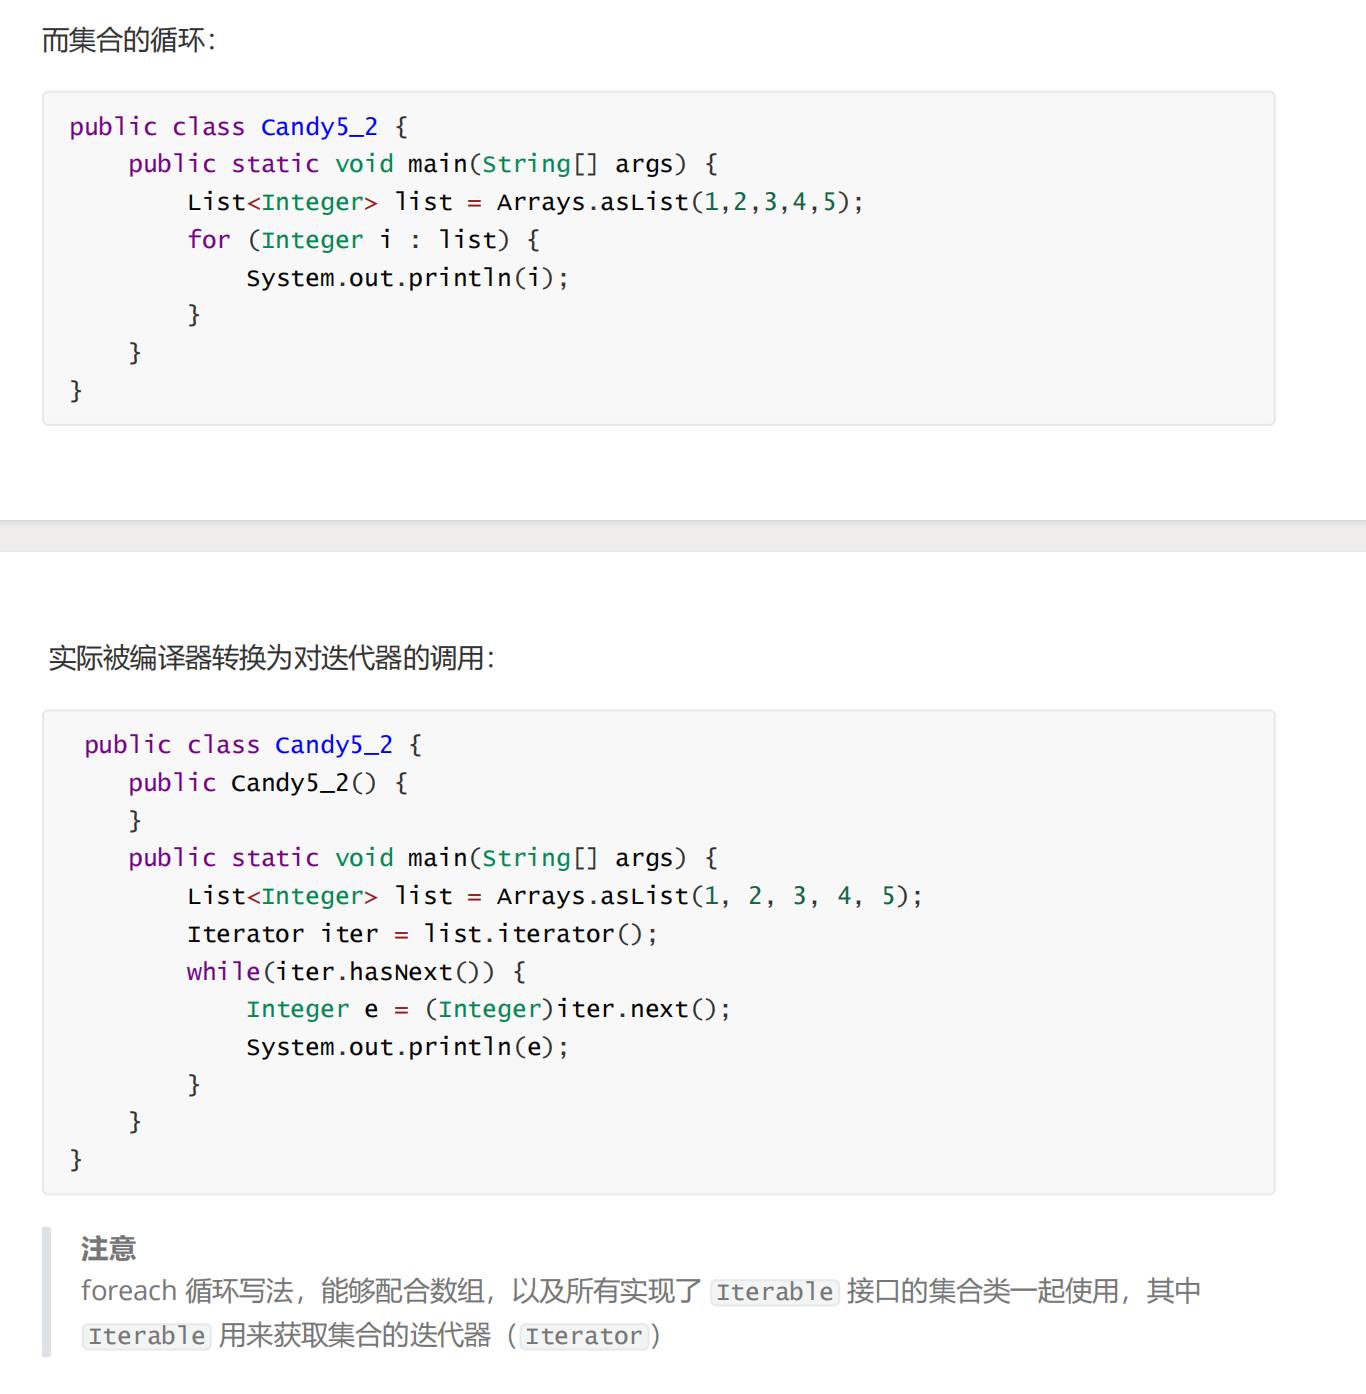 而集合的循环：
public class Candy5_2 {
    public static void main(String[] args) {
        List<Integer> list = Arrays.asList(1,2,3,4,5);
        for (Integer i : list) {
            System.out.println(i);
        }
    }
}
实际被编译器转换为对迭代器的调用：
public class Candy5_2 {
    public Candy5_2() {
    }
    public static void main(String[] args) {
        List<Integer> list = Arrays.asList(1, 2, 3, 4, 5);
        Iterator iter = list.iterator();
        while(iter.hasNext()) {
            Integer e = (Integer)iter.next();
            System.out.println(e);
        }
    }
}
注意
foreach 循环写法，能够配合数组，以及所有实现了 Iterable 接口的集合类一起使用，其中
Iterable 用来获取集合的迭代器（Iterator）